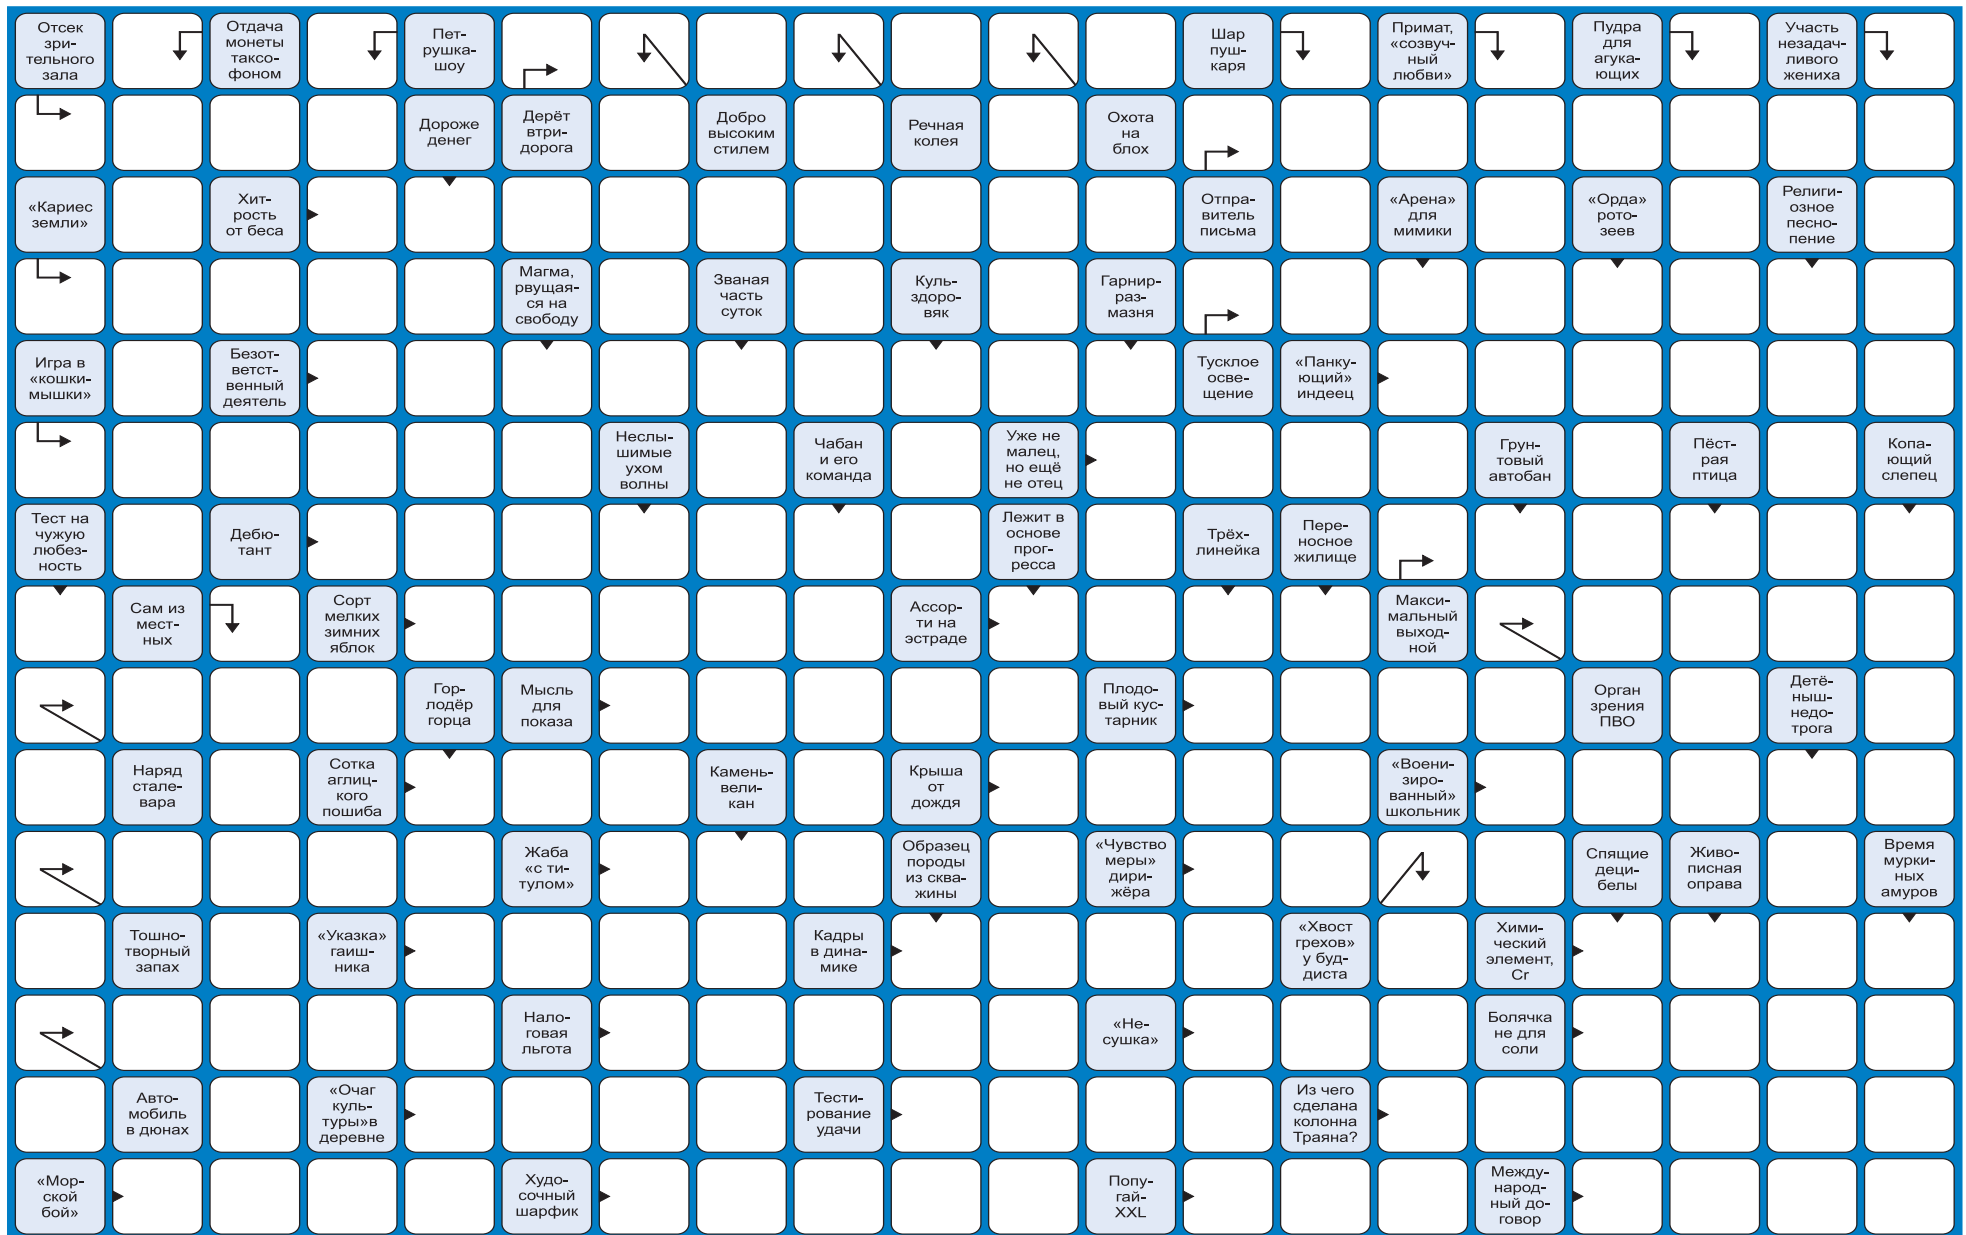 Отсек
зри-
тельного
зала
Отдача
монеты
таксо-
фоном
Пет-
рушка-
шоу
Шар
пуш-
каря
Примат,
«созвуч-
ный
любви»
Пудра
для
агука-
ющих
Участь
незадач-
ливого
жениха
Дороже
денег
Дерёт
втри-
дорога
Добро
высоким
стилем
Речная
колея
Охота
на
блох
«Кариес
земли»
Хит-
рость
от беса
Отпра-
витель
письма
«Арена»
для
мимики
«Орда»
рото-
зеев
Религи-
озное
песно-
пение
Магма,
рвущая-
ся на
свободу
Званая
часть
суток
Куль-
здоро-
вяк
Гарнир-
раз-
мазня
Игра в
«кошки-
мышки»
Безот-
ветст-
венный
деятель
Тусклое
осве-
щение
«Панку-
ющий»
индеец
Неслы-
шимые
ухом
волны
Чабан
и его
команда
Уже не
малец,
но ещё
не отец
Грун-
товый
автобан
Пёст-
рая
птица
Копа-
ющий
слепец
Тест на
чужую
любез-
ность
Дебю-
тант
Лежит в
основе
прог-
ресса
Трёх-
линейка
Пере-
носное
жилище
Сам из
мест-
ных
Сорт
мелких
зимних
яблок
Ассор-
ти на
эстраде
Макси-
мальный
выход-
ной
Гор-
лодёр
горца
Мысль
для
показа
Плодо-
вый кус-
тарник
Орган
зрения
ПВО
Детё-
ныш-
недо-
трога
Наряд
стале-
вара
Сотка
аглиц-
кого
пошиба
Камень-
вели-
кан
Крыша
от
дождя
«Воени-
зиро-
ванный»
школьник
Жаба
«с ти-
тулом»
Образец
породы
из сква-
жины
«Чувство
меры»
дири-
жёра
Спящие
деци-
белы
Живо-
писная
оправа
Время
мурки-
ных
амуров
Тошно-
творный
запах
«Указка»
гаиш-
ника
Кадры
в дина-
мике
«Хвост
грехов»
у буд-
диста
Хими-
ческий
элемент,
Cr
Нало-
говая
льгота
«Не-
сушка»
Болячка
не для
соли
Авто-
мобиль
в дюнах
«Очаг
куль-
туры»в
деревне
Тести-
рование
удачи
Из чего
сделана
колонна
Траяна?
«Мор-
ской
бой»
Худо-
сочный
шарфик
Попу-
гай-
XXL
Между-
народ-
ный до-
говор